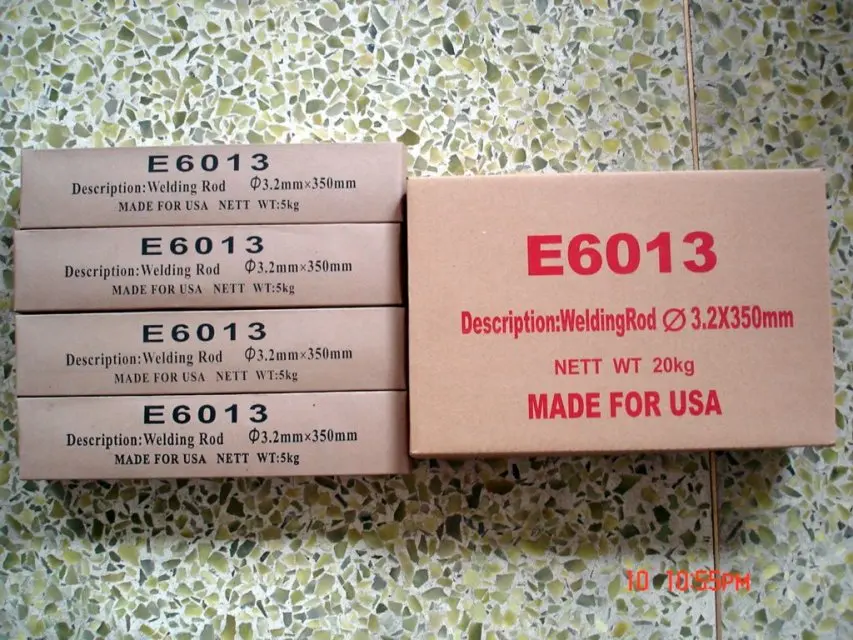 E6013
Description:Welding Rod Φ3.2mm×350mm
MADE FOR USA NETT WT:5kg
E6013
Description:Welding Rod Φ3.2mm×350mm
MADE FOR USA NETT WT:5kg
E6013
Description:Welding Rod Φ3.2mm×350mm
MADE FOR USA NETT WT:5kg
E6013
Description:Welding Rod Φ3.2mm×350mm
MADE FOR USA NETT WT:5kg
E6013
Description:WeldingRod ∅ 3.2X350mm
NETT WT 20kg
MADE FOR USA
10 10:55PM